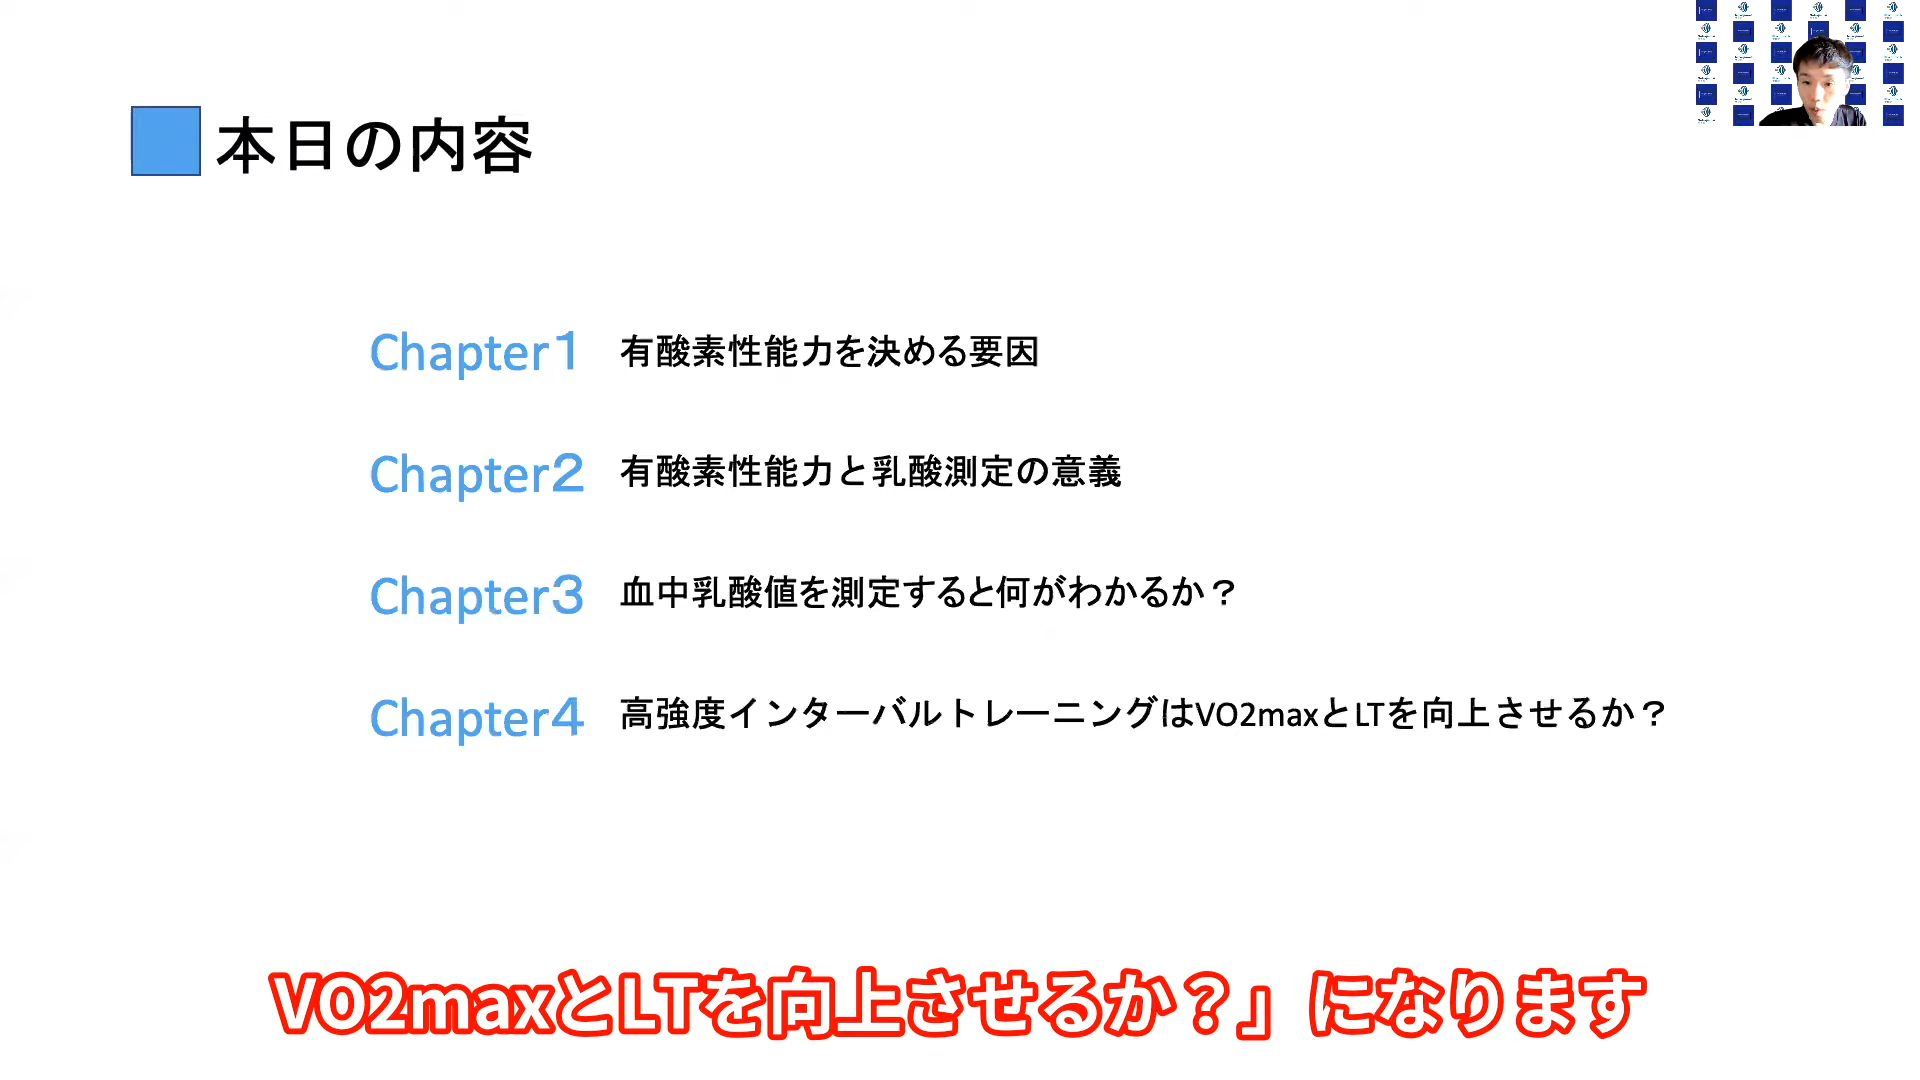 本日の内容
Chapter1 有酸素性能力を決める要因
Chapter2 有酸素性能力と乳酸測定の意義
Chapter3 血中乳酸値を測定すると何がわかるか？
Chapter4 高強度インターバルトレーニングはVO2maxとLTを向上させるか？
VO2maxとLTを向上させるか？」になります